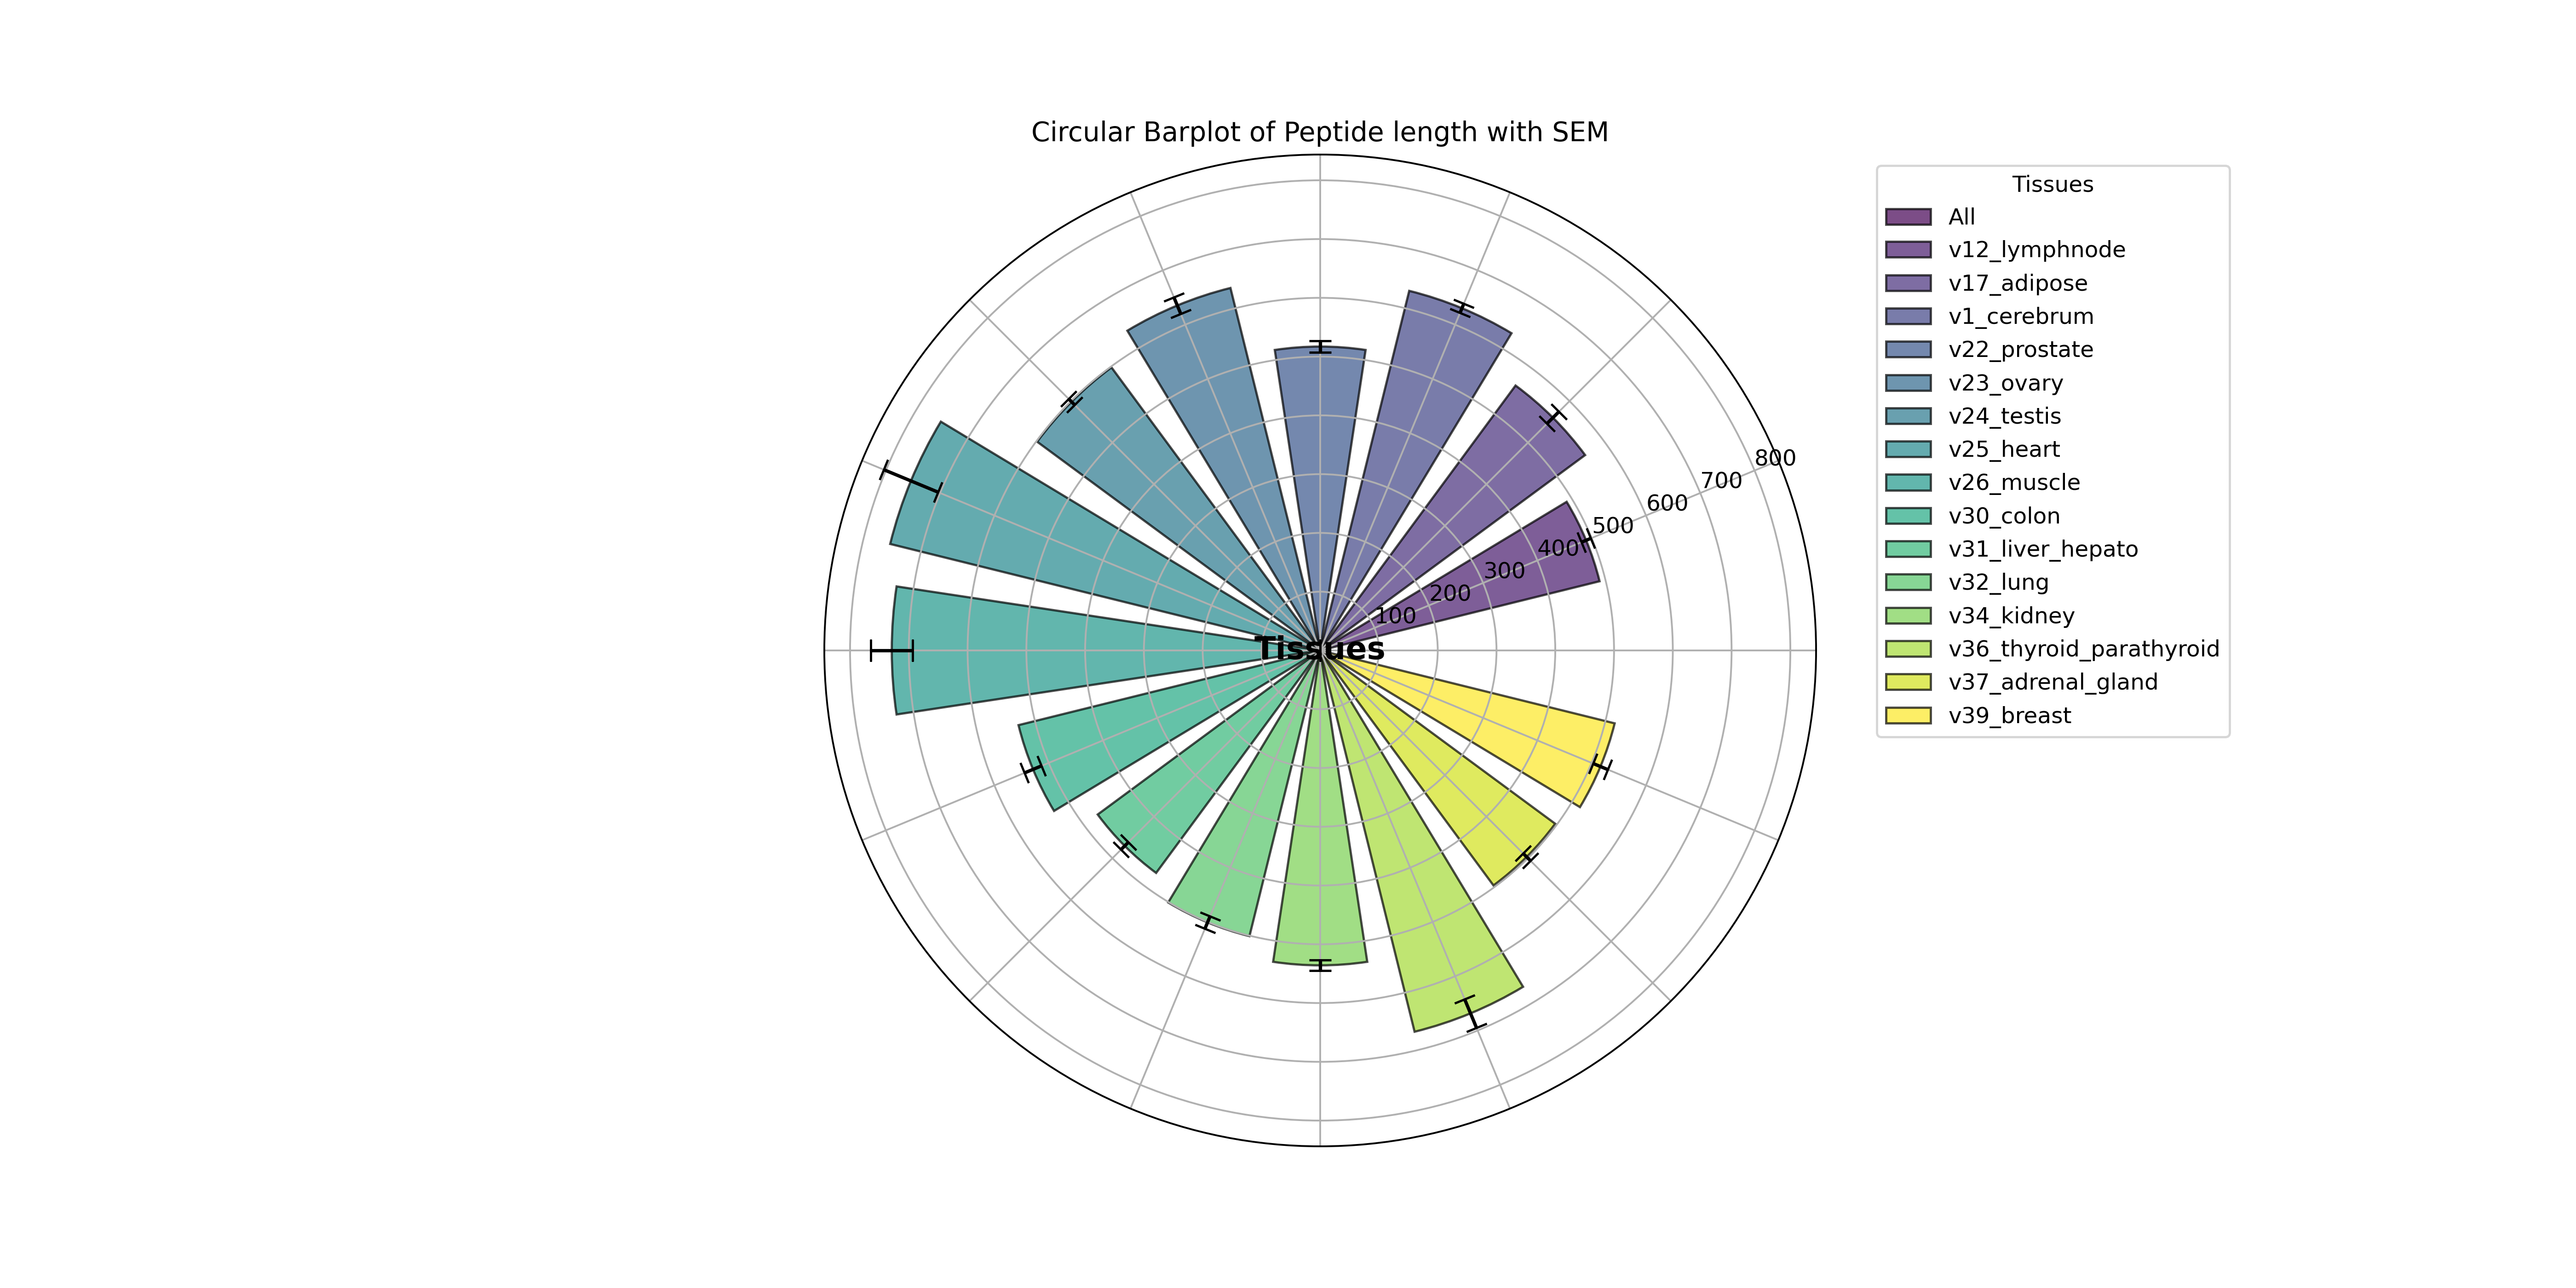 Circular Barplot of Peptide length with SEM
800
700
600
500
400
300
200
100
Tissues
Tissues
All
v12_lymphnode
v17_adipose
v1_cerebrum
v22_prostate
v23_ovary
v24_testis
v25_heart
v26_muscle
v30_colon
v31_liver_hepato
v32_lung
v34_kidney
v36_thyroid_parathyroid
v37_adrenal_gland
v39_breast